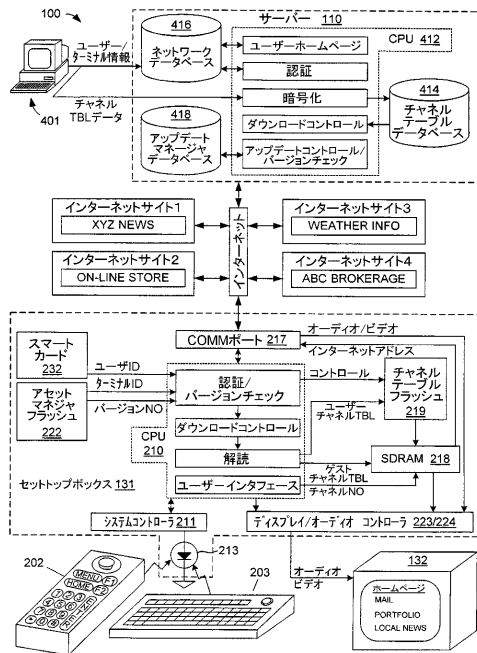 100
サーバー 110
CPU 412
416
ネットワーク
データベース
ユーザー/
ターミナル情報
ユーザーホームページ
認証
401
チャネル
TBLデータ
暗号化
414
チャネル
テーブル
データベース
418
アップデート
マネージャ
データベース
ダウンロードコントロール
アップデートコントロール/
バージョンチェック
インターネットサイト1
XYZ NEWS
インターネットサイト3
WEATHER INFO
インターネット
インターネットサイト2
ON-LINE STORE
インターネットサイト4
ABC BROKERAGE
COMMポート 217
オーディオ/ビデオ
インターネットアドレス
スマート
カード
232
ユーザID
ターミナルID
バージョンNO
アセット
マネジャ
フラッシュ
222
認証/
バージョンチェック
コントロール
チャネル
テーブル
フラッシュ
219
ユーザー
チャネルTBL
ダウンロードコントロール
CPU
210
解読
ゲスト
チャネルTBL
SDRAM 218
ユーザーインタフェース
チャネルNO
セットトップボックス 131
システムコントローラ 211
ディスプレイ/オーディオ コントローラ 223/224
202
213
203
オーディオ
ビデオ
132
MENU
F1
HOME
F2
1 2 3
4 5 6
7 8 9
* 0 #
ENTER
ホームページ
MAIL
PORTFOLIO
LOCAL NEWS